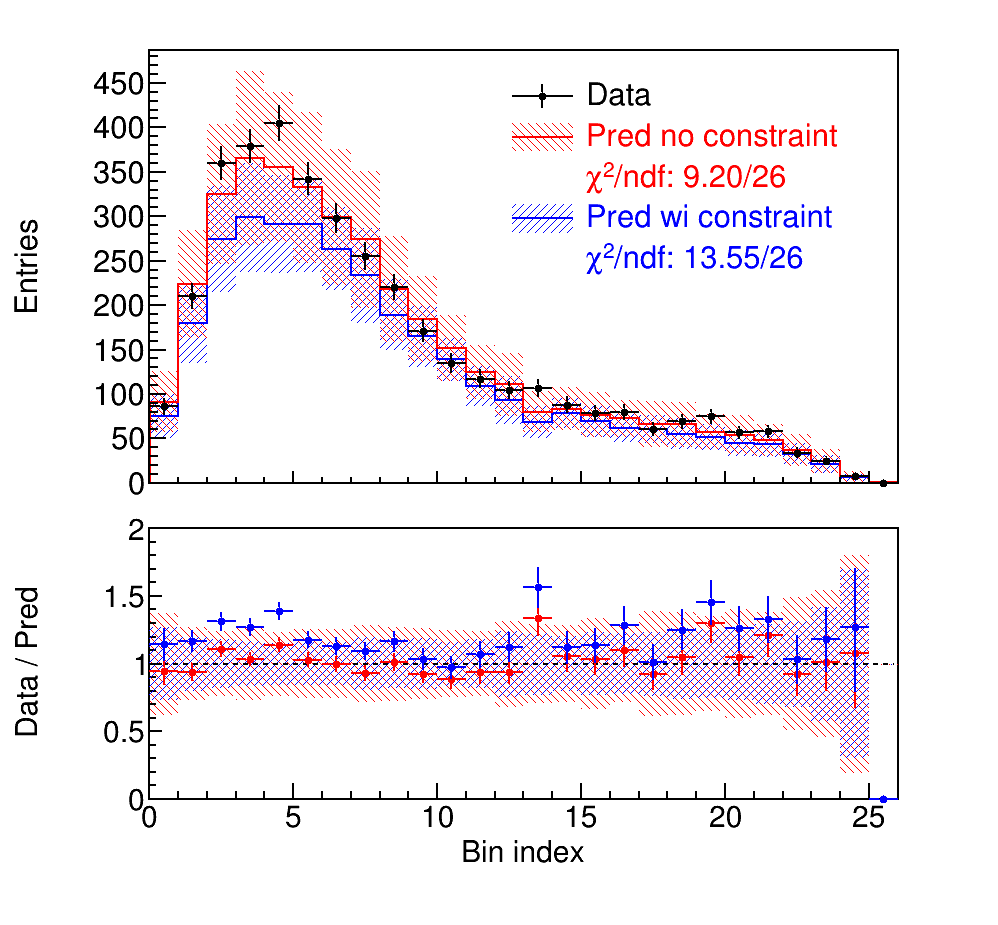 Entries
450
400
350
300
250
200
150
100
50
0
Data
Pred no constraint
χ²/ndf: 9.20/26
Pred wi constraint
χ²/ndf: 13.55/26
Data / Pred
2
1.5
1
0.5
0
0 5 10 15 20 25
Bin index